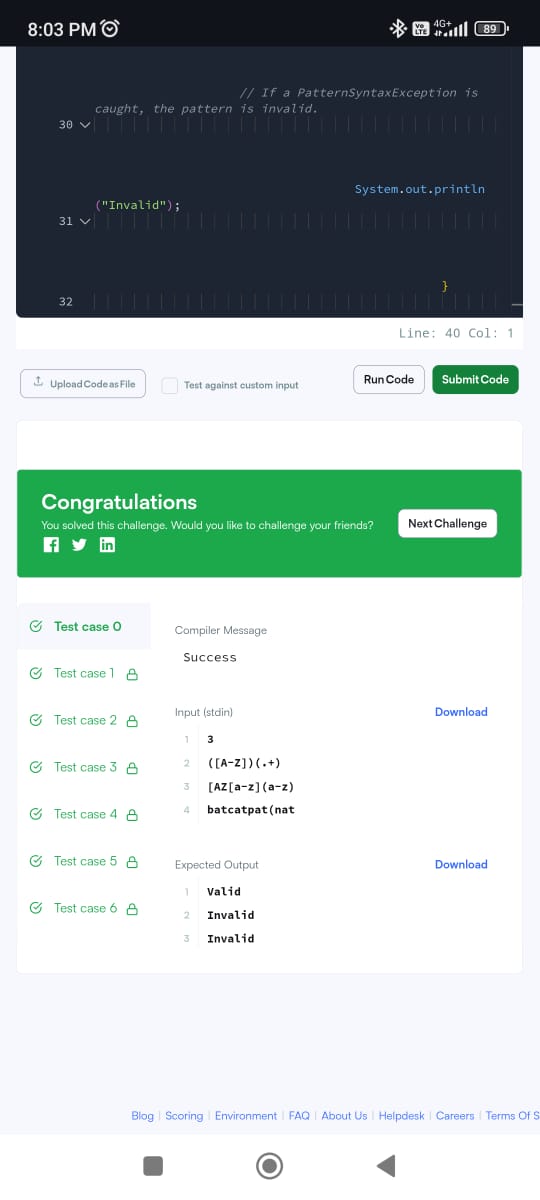 8:03 PM
Vo LTE 4G+ 89
// If a PatternSyntaxException is
caught, the pattern is invalid.
30
System.out.println
("Invalid");
31
}
32
Line: 40 Col: 1
Upload Code as File
Test against custom input
Run Code
Submit Code
Congratulations
You solved this challenge. Would you like to challenge your friends?
Next Challenge
Test case 0
Test case 1
Test case 2
Test case 3
Test case 4
Test case 5
Test case 6
Compiler Message
Success
Input (stdin)
Download
1 3
2 ([A-Z])(.+)
3 [AZ[a-z](a-z)
4 batcatpat(nat
Expected Output
Download
1 Valid
2 Invalid
3 Invalid
Blog | Scoring | Environment | FAQ | About Us | Helpdesk | Careers | Terms Of S